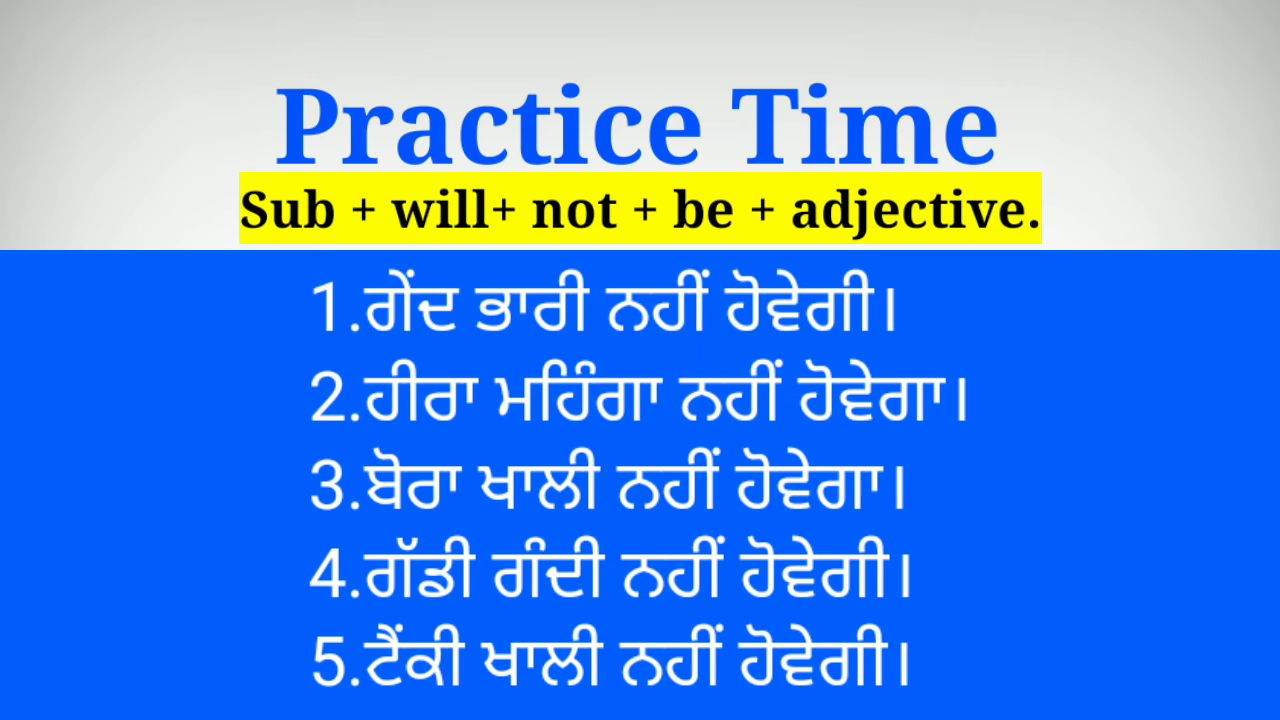 Practice Time
Sub + will+ not + be + adjective.
1.ਗੇਂਦ ਭਾਰੀ ਨਹੀਂ ਹੋਵੇਗੀ।
2.ਹੀਰਾ ਮਹਿੰਗਾ ਨਹੀਂ ਹੋਵੇਗਾ।
3.ਬੋਰਾ ਖਾਲੀ ਨਹੀਂ ਹੋਵੇਗਾ।
4.ਗੱਡੀ ਗੰਦੀ ਨਹੀਂ ਹੋਵੇਗੀ।
5.ਟੈਂਕੀ ਖਾਲੀ ਨਹੀਂ ਹੋਵੇਗੀ।